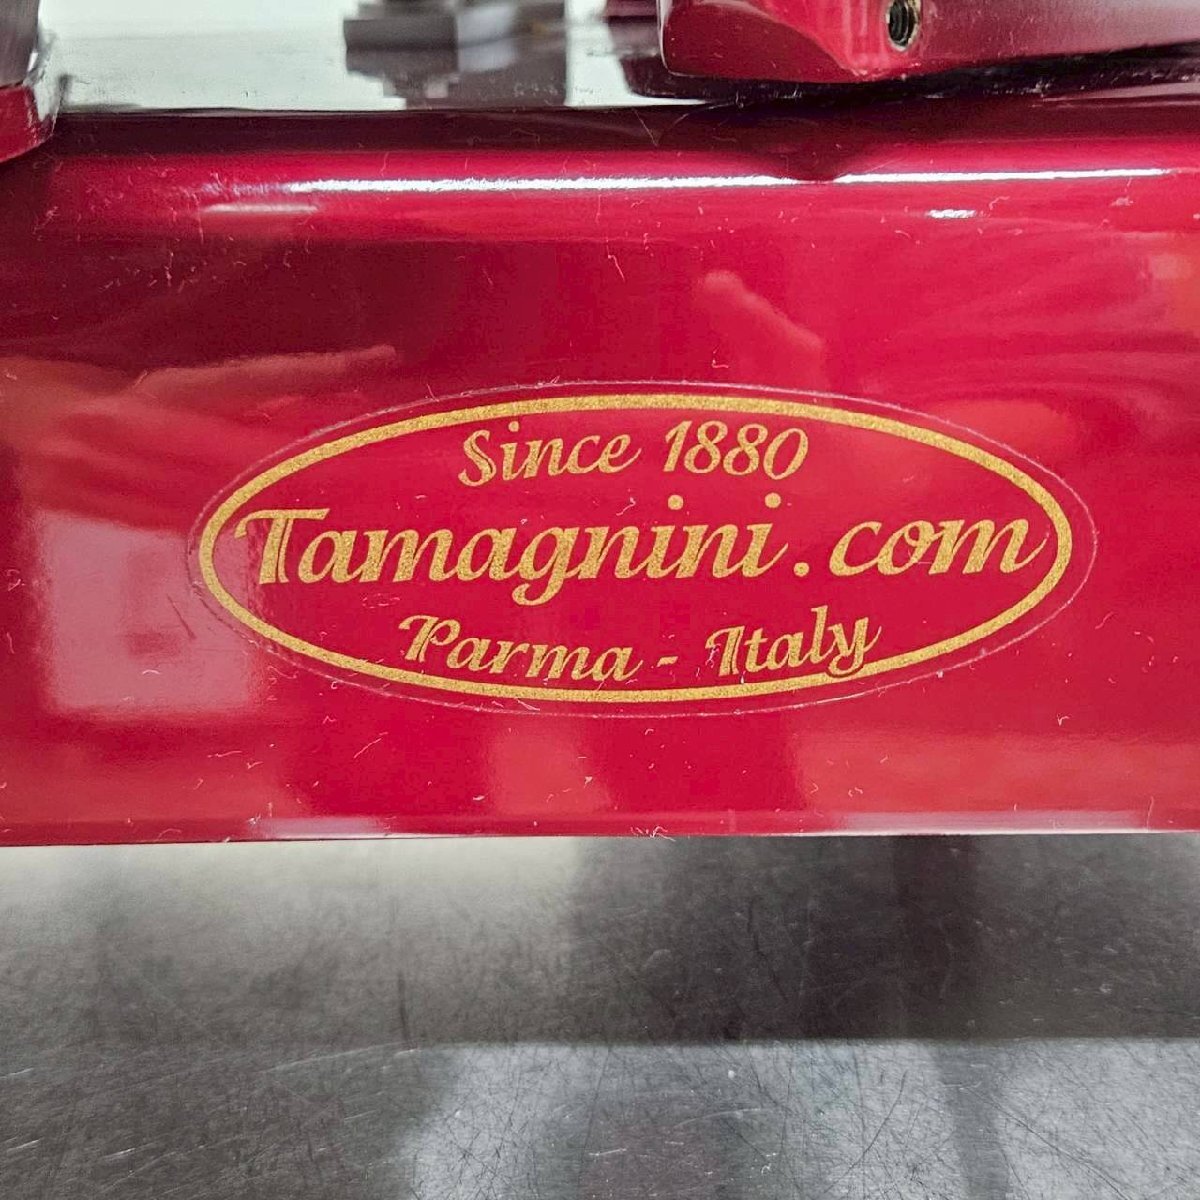 Since 1880
Tamagnini.com
Parma - Italy